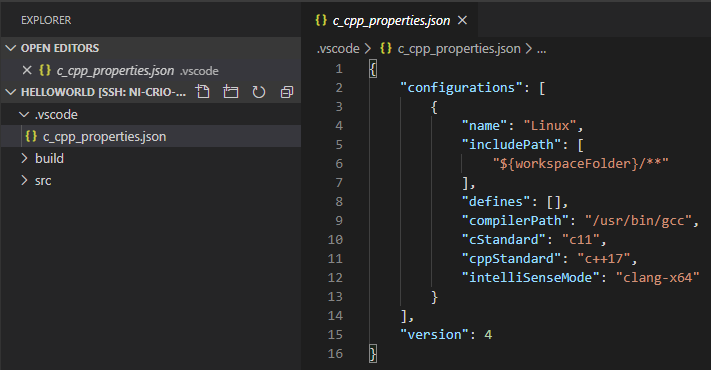 EXPLORER
OPEN EDITORS
{} c_cpp_properties.json .vscode
HELLOWORLD [SSH: NI-CRIO-...
.vscode
{} c_cpp_properties.json
build
src
{} c_cpp_properties.json
.vscode > {} c_cpp_properties.json > ...
1 {
2 "configurations": [
3 {
4 "name": "Linux",
5 "includePath": [
6 "${workspaceFolder}/**"
7 ],
8 "defines": [],
9 "compilerPath": "/usr/bin/gcc",
10 "cStandard": "c11",
11 "cppStandard": "c++17",
12 "intelliSenseMode": "clang-x64"
13 }
14 ],
15 "version": 4
16 }